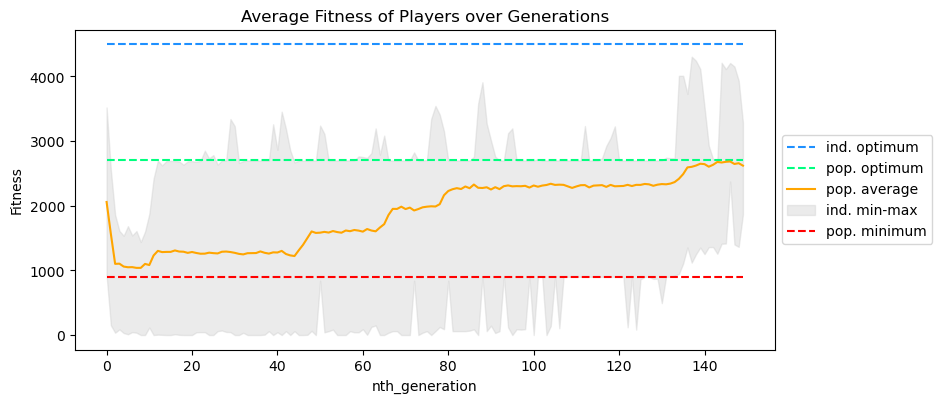 Average Fitness of Players over Generations
Fitness
4000
3000
2000
1000
0
0 20 40 60 80 100 120 140
nth_generation
ind. optimum
pop. optimum
pop. average
ind. min-max
pop. minimum